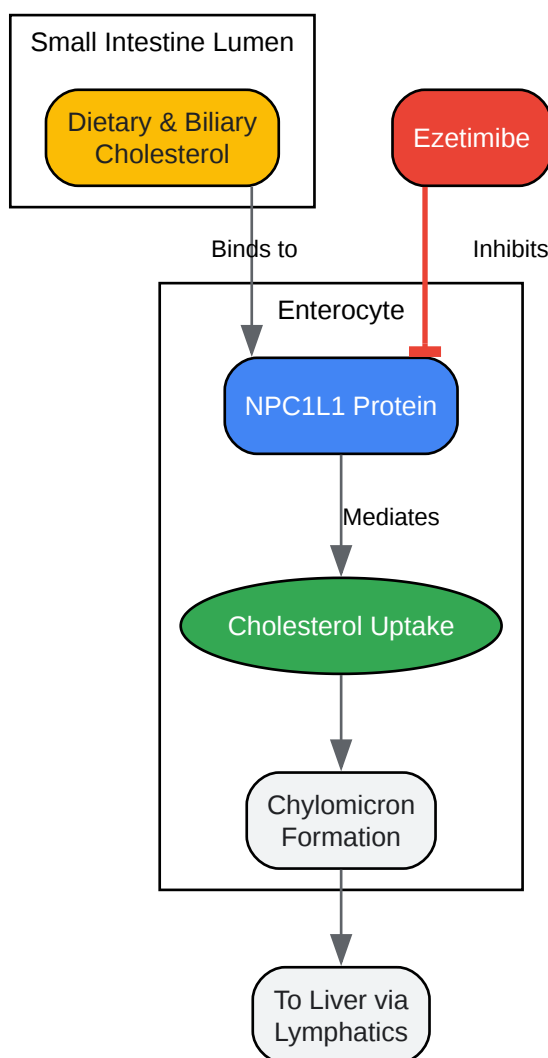 Small Intestine Lumen
Dietary & Biliary
Cholesterol
Ezetimibe
Binds to
Inhibits
Enterocyte
NPC1L1 Protein
Mediates
Cholesterol Uptake
Chylomicron
Formation
To Liver via
Lymphatics